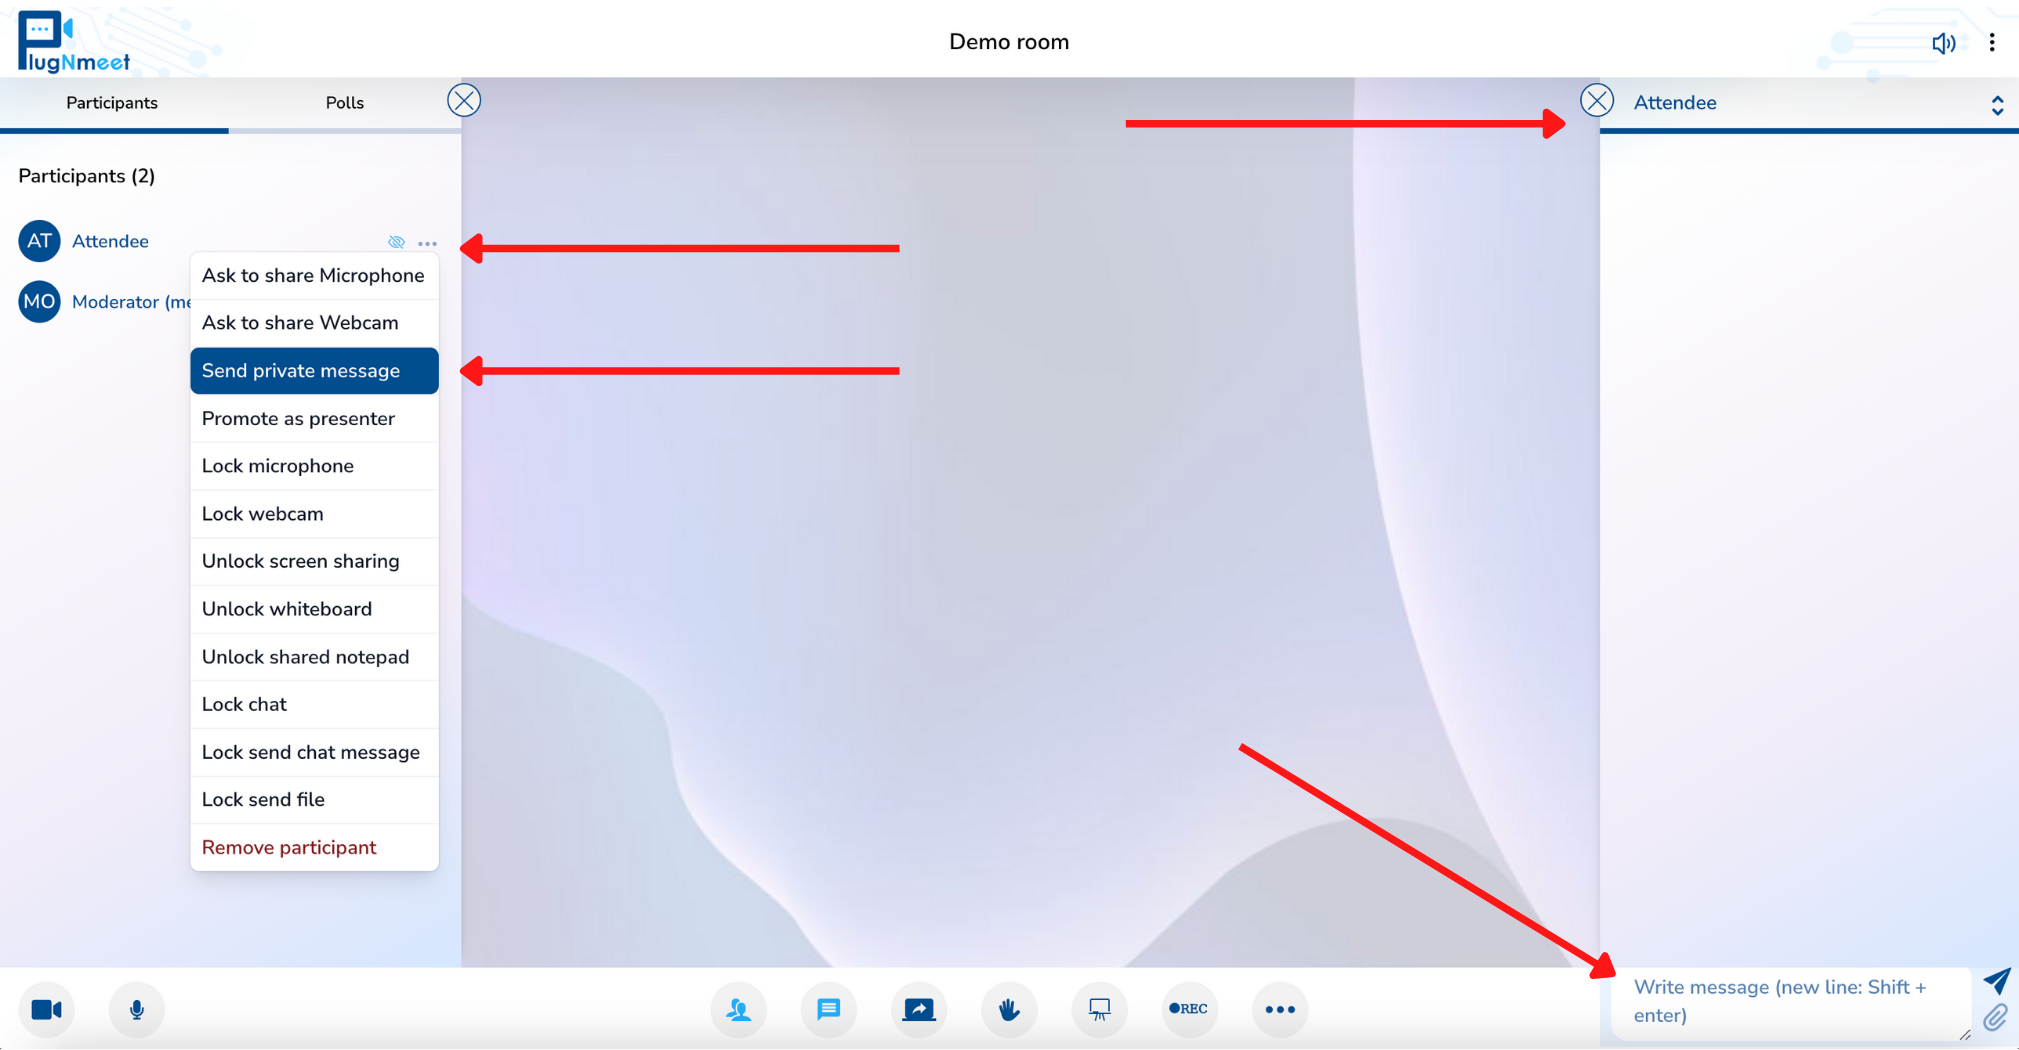 PlugNmeet
Demo room
Participants
Polls
Attendee
Participants (2)
AT
Attendee
MO
Moderator (me
Ask to share Microphone
Ask to share Webcam
Send private message
Promote as presenter
Lock microphone
Lock webcam
Unlock screen sharing
Unlock whiteboard
Unlock shared notepad
Lock chat
Lock send chat message
Lock send file
Remove participant
REC
Write message (new line: Shift +
enter)